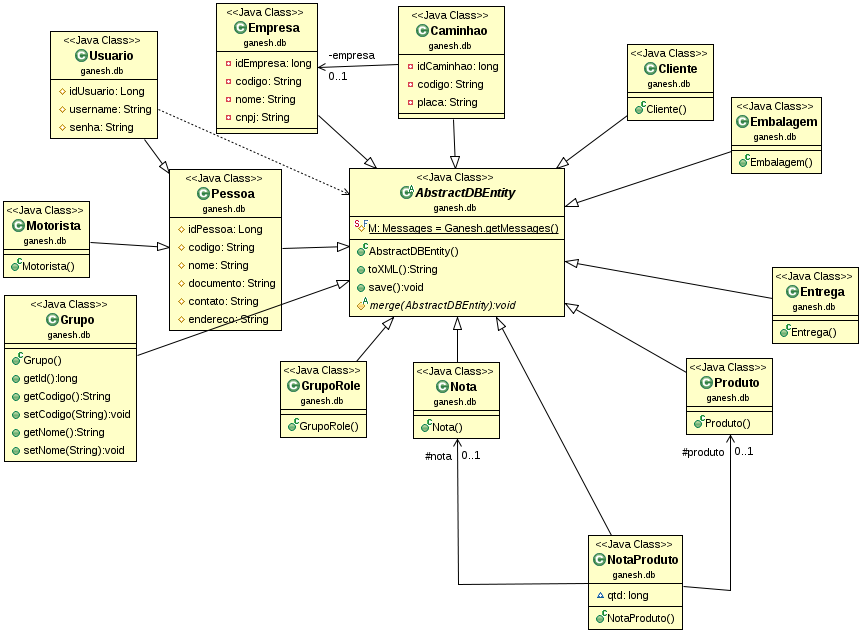 <<Java Class>>
Usuario
ganesh.db
idUsuario: Long
username: String
senha: String
<<Java Class>>
Empresa
ganesh.db
idEmpresa: long
codigo: String
nome: String
cnpj: String
-empresa
0..1
<<Java Class>>
Caminhao
ganesh.db
idCaminhao: long
codigo: String
placa: String
<<Java Class>>
Cliente
ganesh.db
Cliente()
<<Java Class>>
Embalagem
ganesh.db
Embalagem()
<<Java Class>>
Motorista
ganesh.db
Motorista()
<<Java Class>>
Pessoa
ganesh.db
idPessoa: Long
codigo: String
nome: String
documento: String
contato: String
endereco: String
<<Java Class>>
AbstractDBEntity
ganesh.db
M: Messages = Ganesh.getMessages()
AbstractDBEntity()
toXML():String
save():void
merge(AbstractDBEntity):void
<<Java Class>>
Entrega
ganesh.db
Entrega()
<<Java Class>>
Grupo
ganesh.db
Grupo()
getId():long
getCodigo():String
setCodigo(String):void
getNome():String
setNome(String):void
<<Java Class>>
GrupoRole
ganesh.db
GrupoRole()
<<Java Class>>
Nota
ganesh.db
Nota()
#nota
0..1
<<Java Class>>
Produto
ganesh.db
Produto()
#produto
0..1
<<Java Class>>
NotaProduto
ganesh.db
qtd: long
NotaProduto()